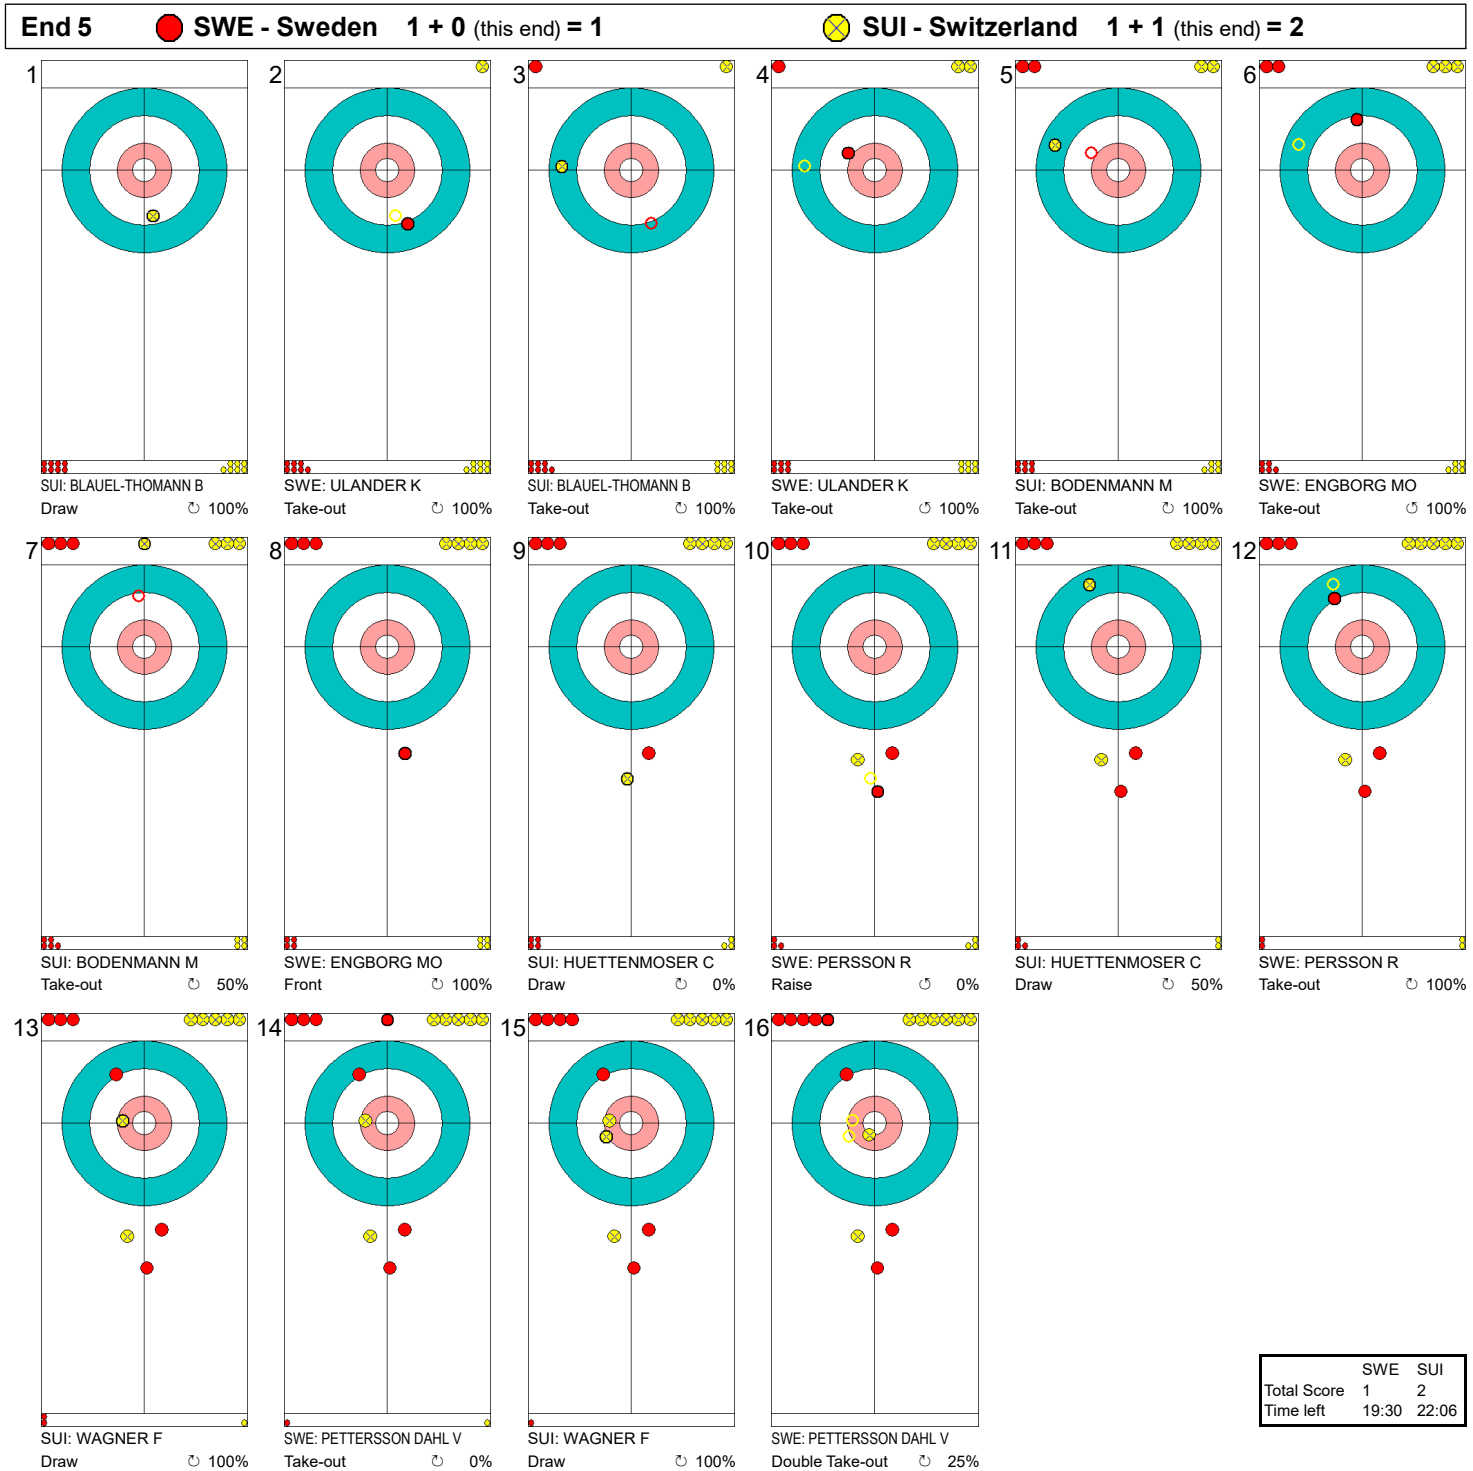 End 5 SWE - Sweden 1 + 0 (this end) = 1 SUI - Switzerland 1 + 1 (this end) = 2
1 2 3 4 5 6
SUI: BLAUEL-THOMANN B SWE: ULANDER K SUI: BLAUEL-THOMANN B SWE: ULANDER K SUI: BODENMANN M SWE: ENGBORG MO
Draw ↻ 100% Take-out ↻ 100% Take-out ↻ 100% Take-out ↻ 100% Take-out ↻ 100% Take-out ↺ 100%
7 8 9 10 11 12
SUI: BODENMANN M SWE: ENGBORG MO SUI: HUETTENMOSER C SWE: PERSSON R SUI: HUETTENMOSER C SWE: PERSSON R
Take-out ↻ 50% Front ↻ 100% Draw ↻ 0% Raise ↺ 0% Draw ↻ 50% Take-out ↺ 100%
13 14 15 16
SUI: WAGNER F SWE: PETTERSSON DAHL V SUI: WAGNER F SWE: PETTERSSON DAHL V
Draw ↻ 100% Take-out ↻ 0% Draw ↻ 100% Double Take-out ↻ 25%
SWE SUI
Total Score 1 2
Time left 19:30 22:06